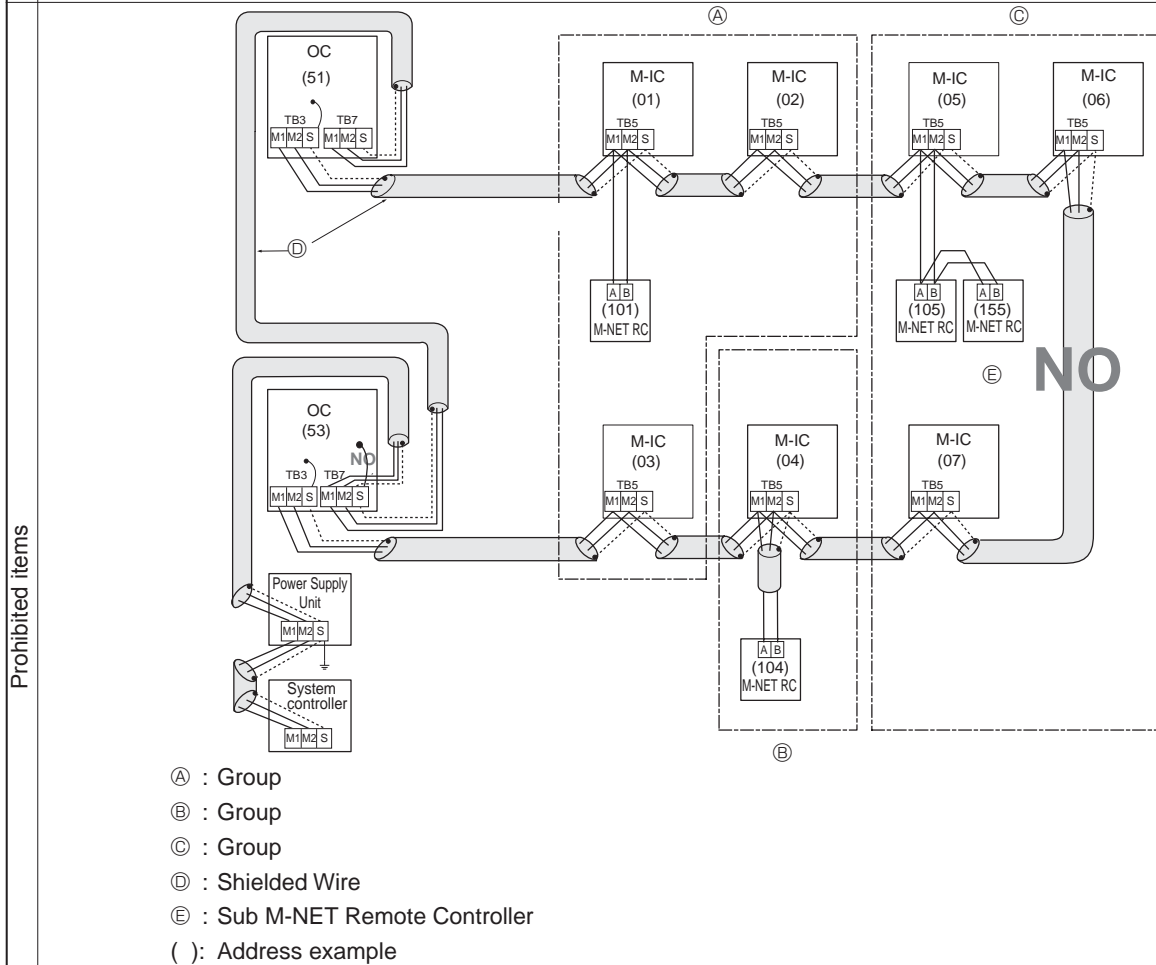 Ⓐ Ⓒ
OC
(51)
TB3 TB7
M1 M2 S M1 M2 S
M-IC
(01)
TB5
M1 M2 S
M-IC
(02)
TB5
M1 M2 S
M-IC
(05)
TB5
M1 M2 S
M-IC
(06)
TB5
M1 M2 S
Ⓓ
A B
(101)
M-NET RC
A B
(105)
M-NET RC
A B
(155)
M-NET RC
Ⓔ
NO
OC
(53)
NO
TB3 TB7
M1 M2 S M1 M2 S
M-IC
(03)
TB5
M1 M2 S
M-IC
(04)
TB5
M1 M2 S
M-IC
(07)
TB5
M1 M2 S
Power Supply
Unit
M1 M2 S
System
controller
M1 M2 S
A B
(104)
M-NET RC
Ⓑ
Prohibited items
Ⓐ : Group
Ⓑ : Group
Ⓒ : Group
Ⓓ : Shielded Wire
Ⓔ : Sub M-NET Remote Controller
( ): Address example